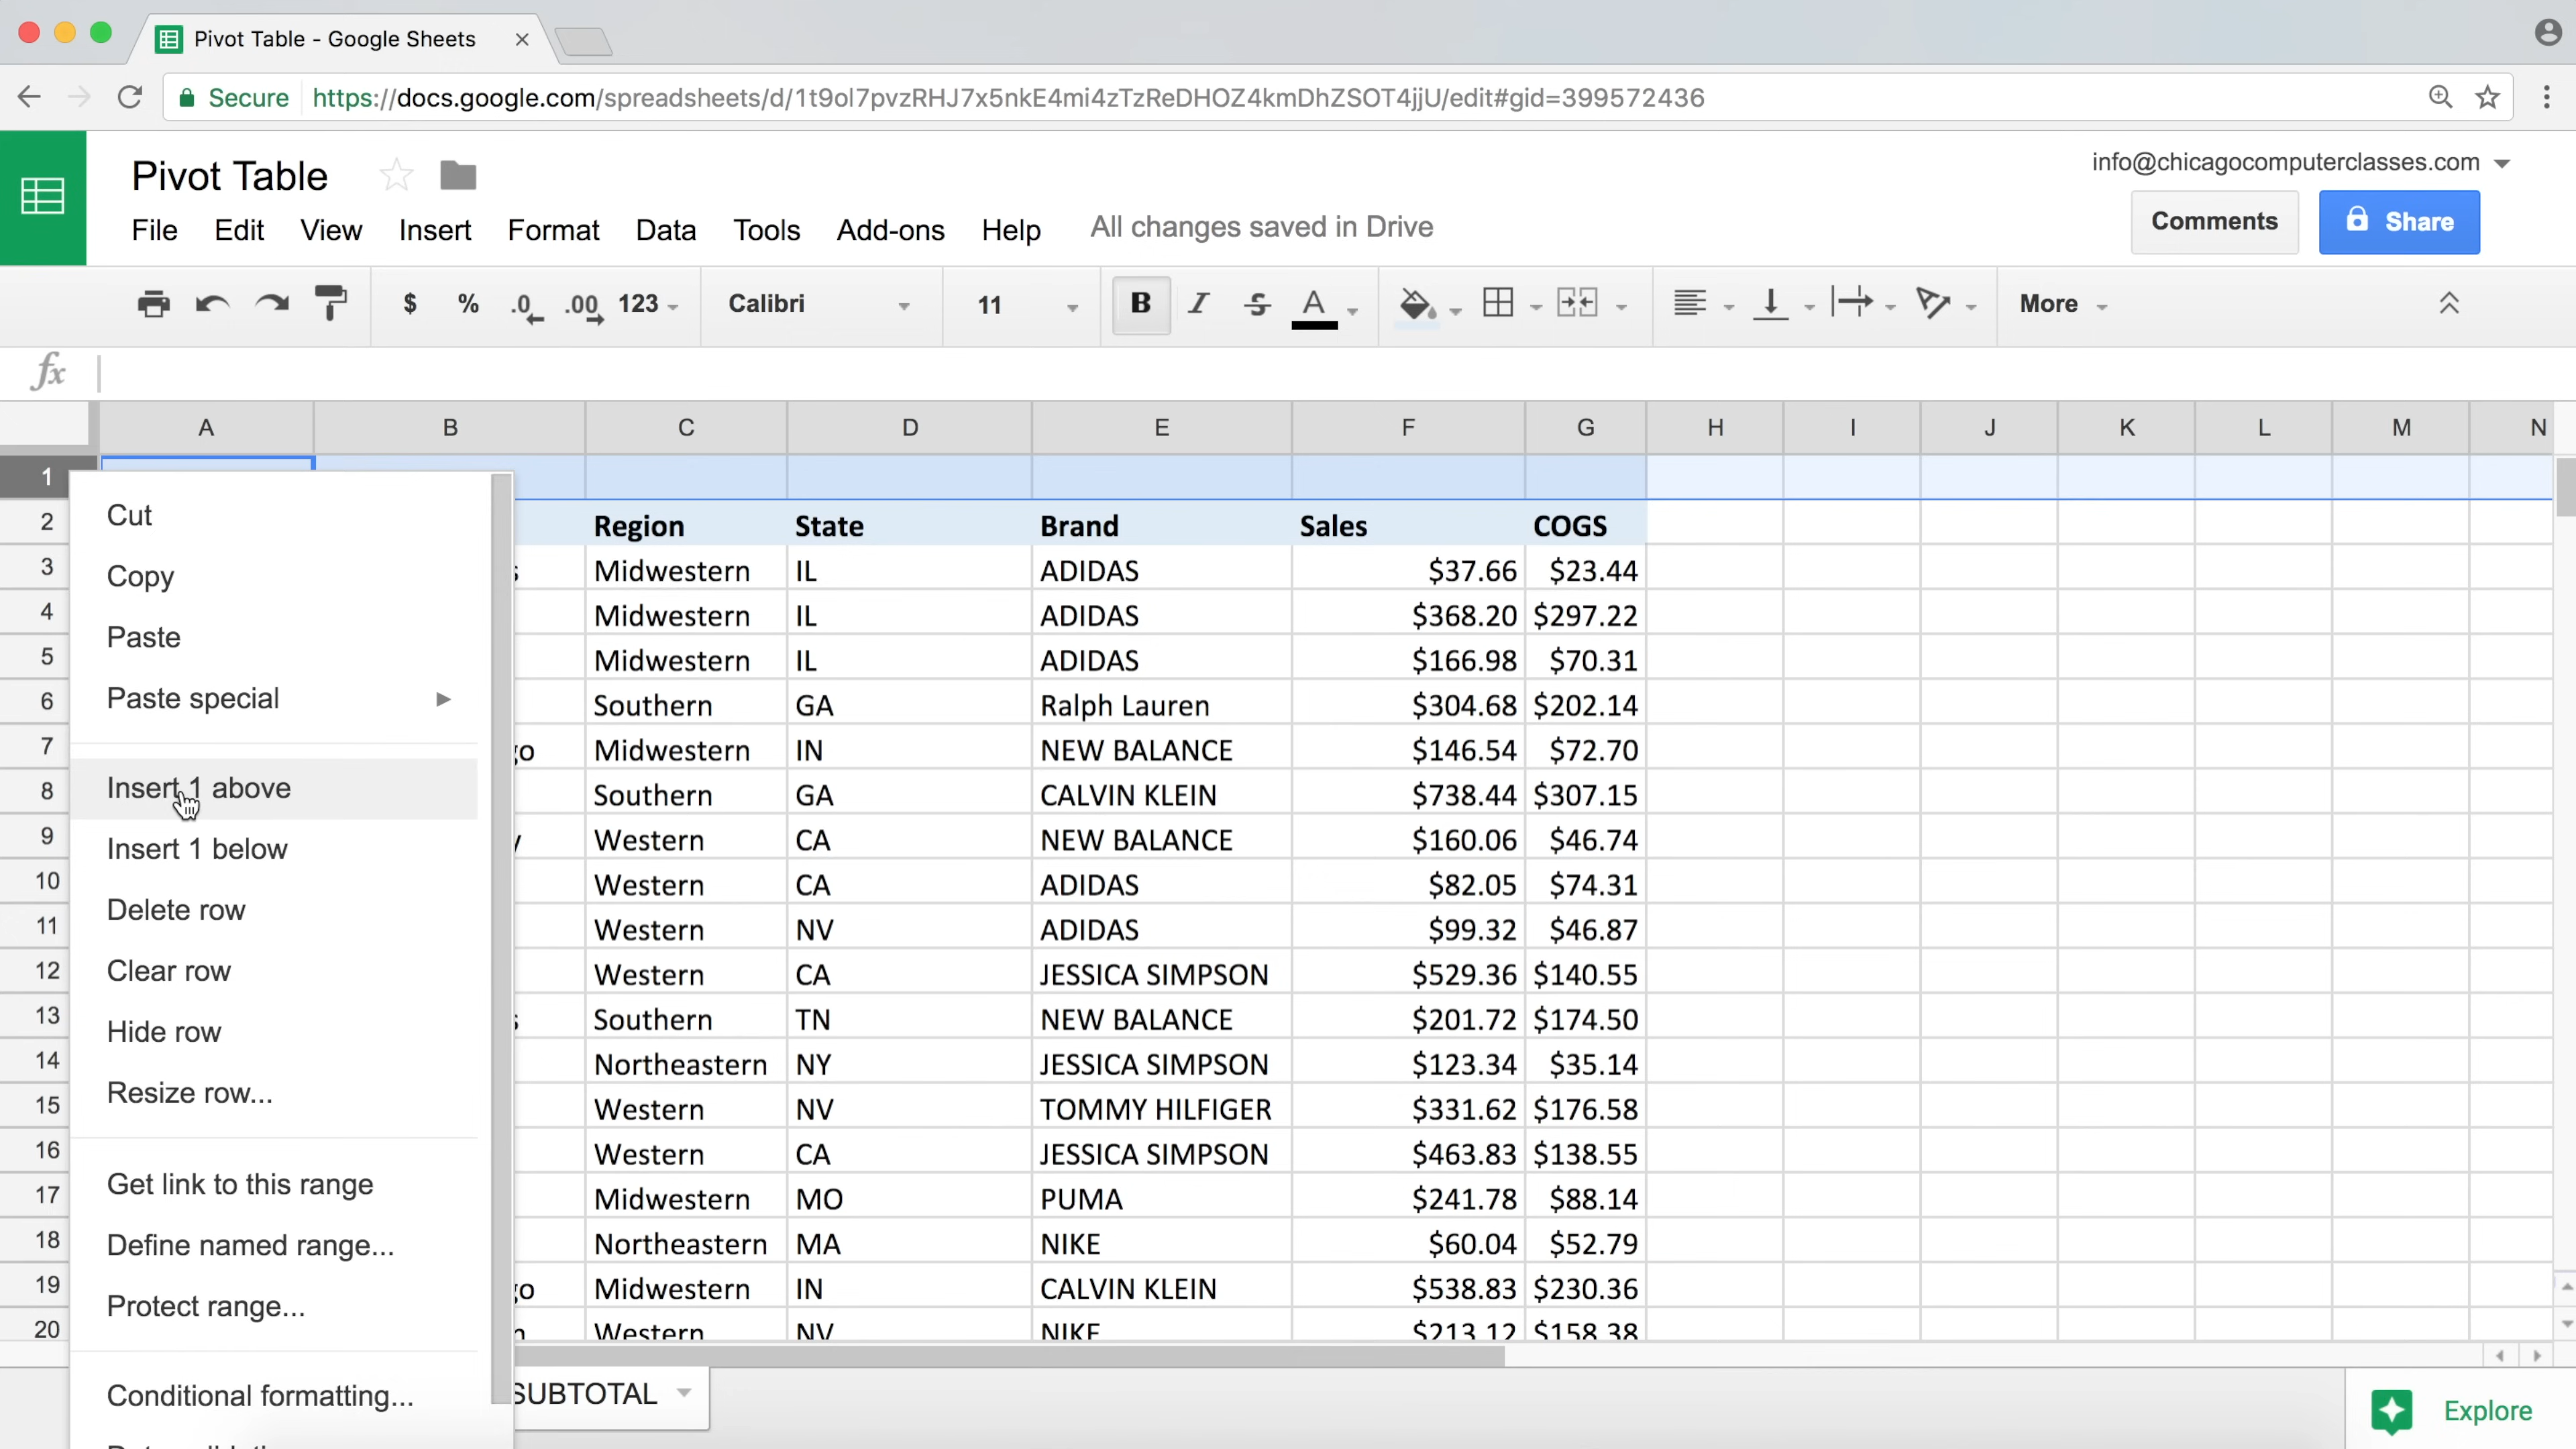 Pivot Table - Google Sheets
Secure https://docs.google.com/spreadsheets/d/1t9ol7pvzRHJ7x5nkE4mi4zTzReDHOZ4kmDhZSOT4jjU/edit#gid=399572436
Pivot Table
info@chicagocomputerclasses.com
File Edit View Insert Format Data Tools Add-ons Help All changes saved in Drive
Comments Share
$ % .0 .00 123 Calibri 11 B I S A More
fx
A B C D E F G H I J K L M N
1
2 Region State Brand Sales COGS
3 Midwestern IL ADIDAS $37.66 $23.44
4 Midwestern IL ADIDAS $368.20 $297.22
5 Midwestern IL ADIDAS $166.98 $70.31
6 Southern GA Ralph Lauren $304.68 $202.14
7 Midwestern IN NEW BALANCE $146.54 $72.70
8 Southern GA CALVIN KLEIN $738.44 $307.15
9 Western CA NEW BALANCE $160.06 $46.74
10 Western CA ADIDAS $82.05 $74.31
11 Western NV ADIDAS $99.32 $46.87
12 Western CA JESSICA SIMPSON $529.36 $140.55
13 Southern TN NEW BALANCE $201.72 $174.50
14 Northeastern NY JESSICA SIMPSON $123.34 $35.14
15 Western NV TOMMY HILFIGER $331.62 $176.58
16 Western CA JESSICA SIMPSON $463.83 $138.55
17 Midwestern MO PUMA $241.78 $88.14
18 Northeastern MA NIKE $60.04 $52.79
19 Midwestern IN CALVIN KLEIN $538.83 $230.36
20 Western NV NIKE $213.12 $158.38
Cut
Copy
Paste
Paste special
Insert 1 above
Insert 1 below
Delete row
Clear row
Hide row
Resize row...
Get link to this range
Define named range...
Protect range...
Conditional formatting...
SUBTOTAL
Explore